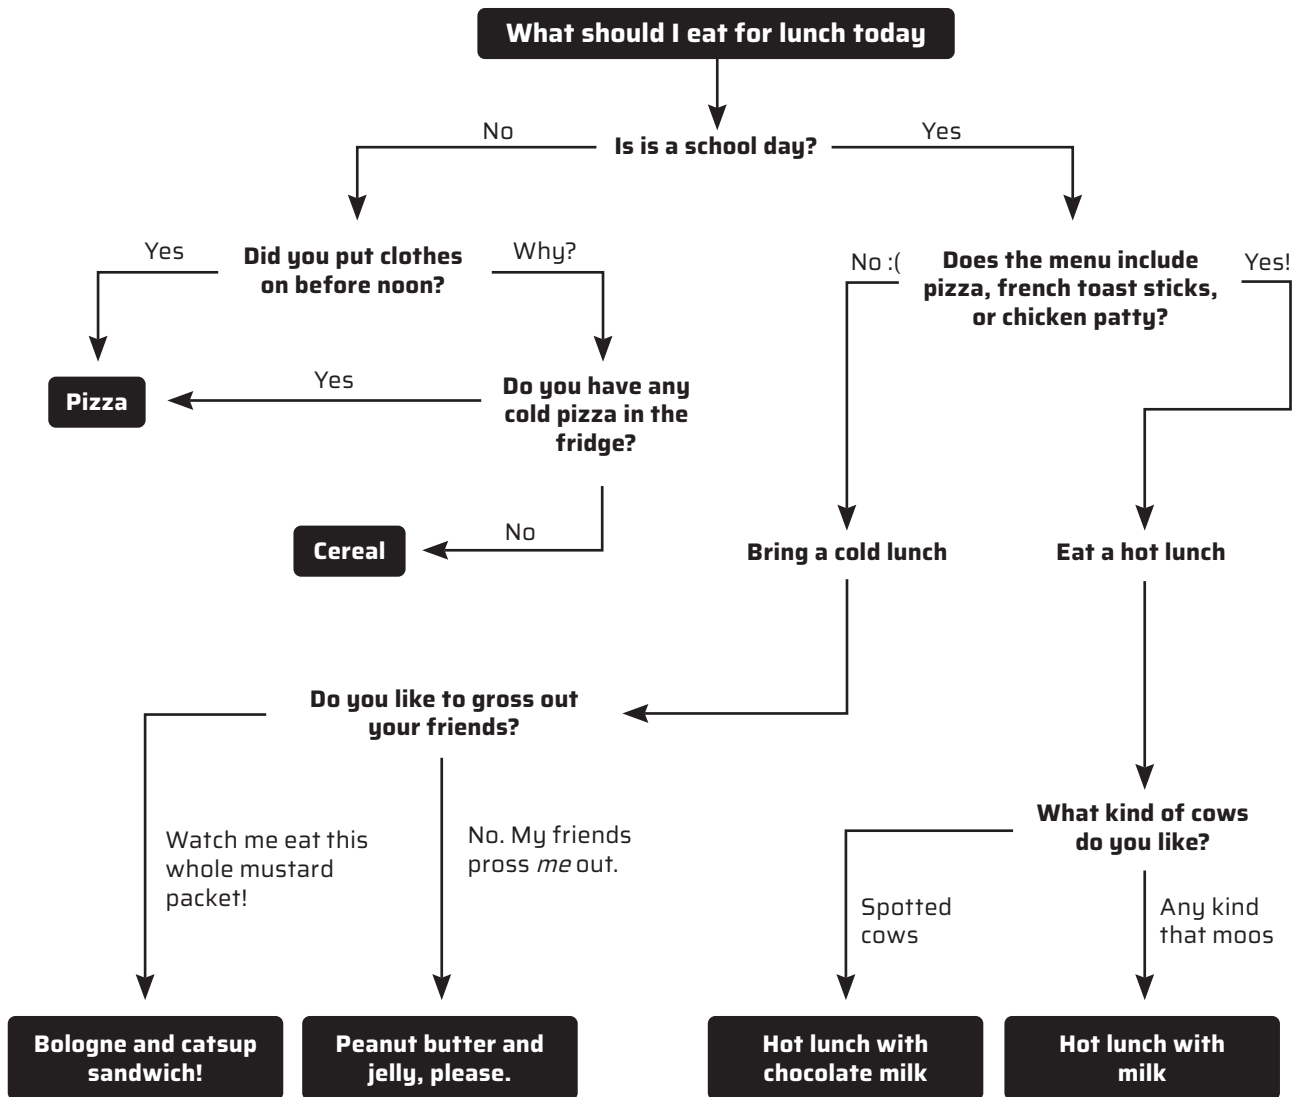 What should I eat for lunch today
No
Is is a school day?
Yes
Yes
Did you put clothes
on before noon?
Why?
No :(
Does the menu include
pizza, french toast sticks,
or chicken patty?
Yes!
Pizza
Yes
Do you have any
cold pizza in the
fridge?
Cereal
No
Bring a cold lunch
Eat a hot lunch
Do you like to gross out
your friends?
Watch me eat this
whole mustard
packet!
No. My friends
pross me out.
What kind of cows
do you like?
Spotted
cows
Any kind
that moos
Bologne and catsup
sandwich!
Peanut butter and
jelly, please.
Hot lunch with
chocolate milk
Hot lunch with
milk